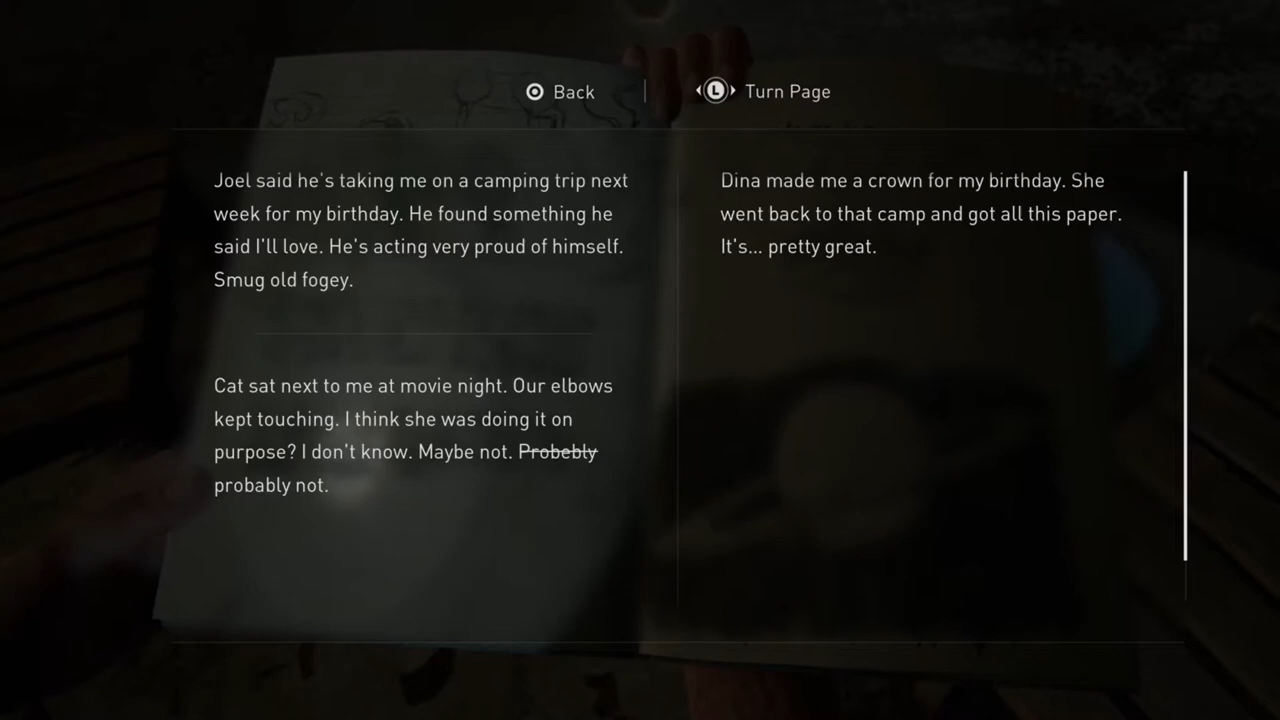 Back
L Turn Page
Joel said he's taking me on a camping trip next
week for my birthday. He found something he
said I'll love. He's acting very proud of himself.
Smug old fogey.
Cat sat next to me at movie night. Our elbows
kept touching. I think she was doing it on
purpose? I don't know. Maybe not. Probebly
probably not.
Dina made me a crown for my birthday. She
went back to that camp and got all this paper.
It's... pretty great.